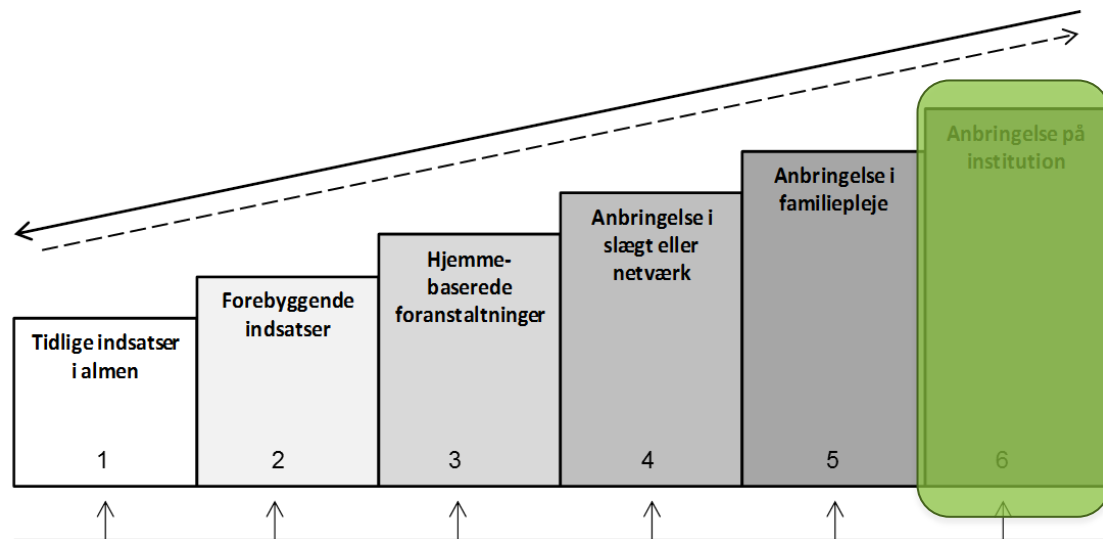 Tidlige indsatser
i almen
1
Forebyggende
indsatser
2
Hjemme-
baserede
foranstaltninger
3
Anbringelse i
slægt eller
netværk
4
Anbringelse i
familiepleje
5
Anbringelse på
institution
6